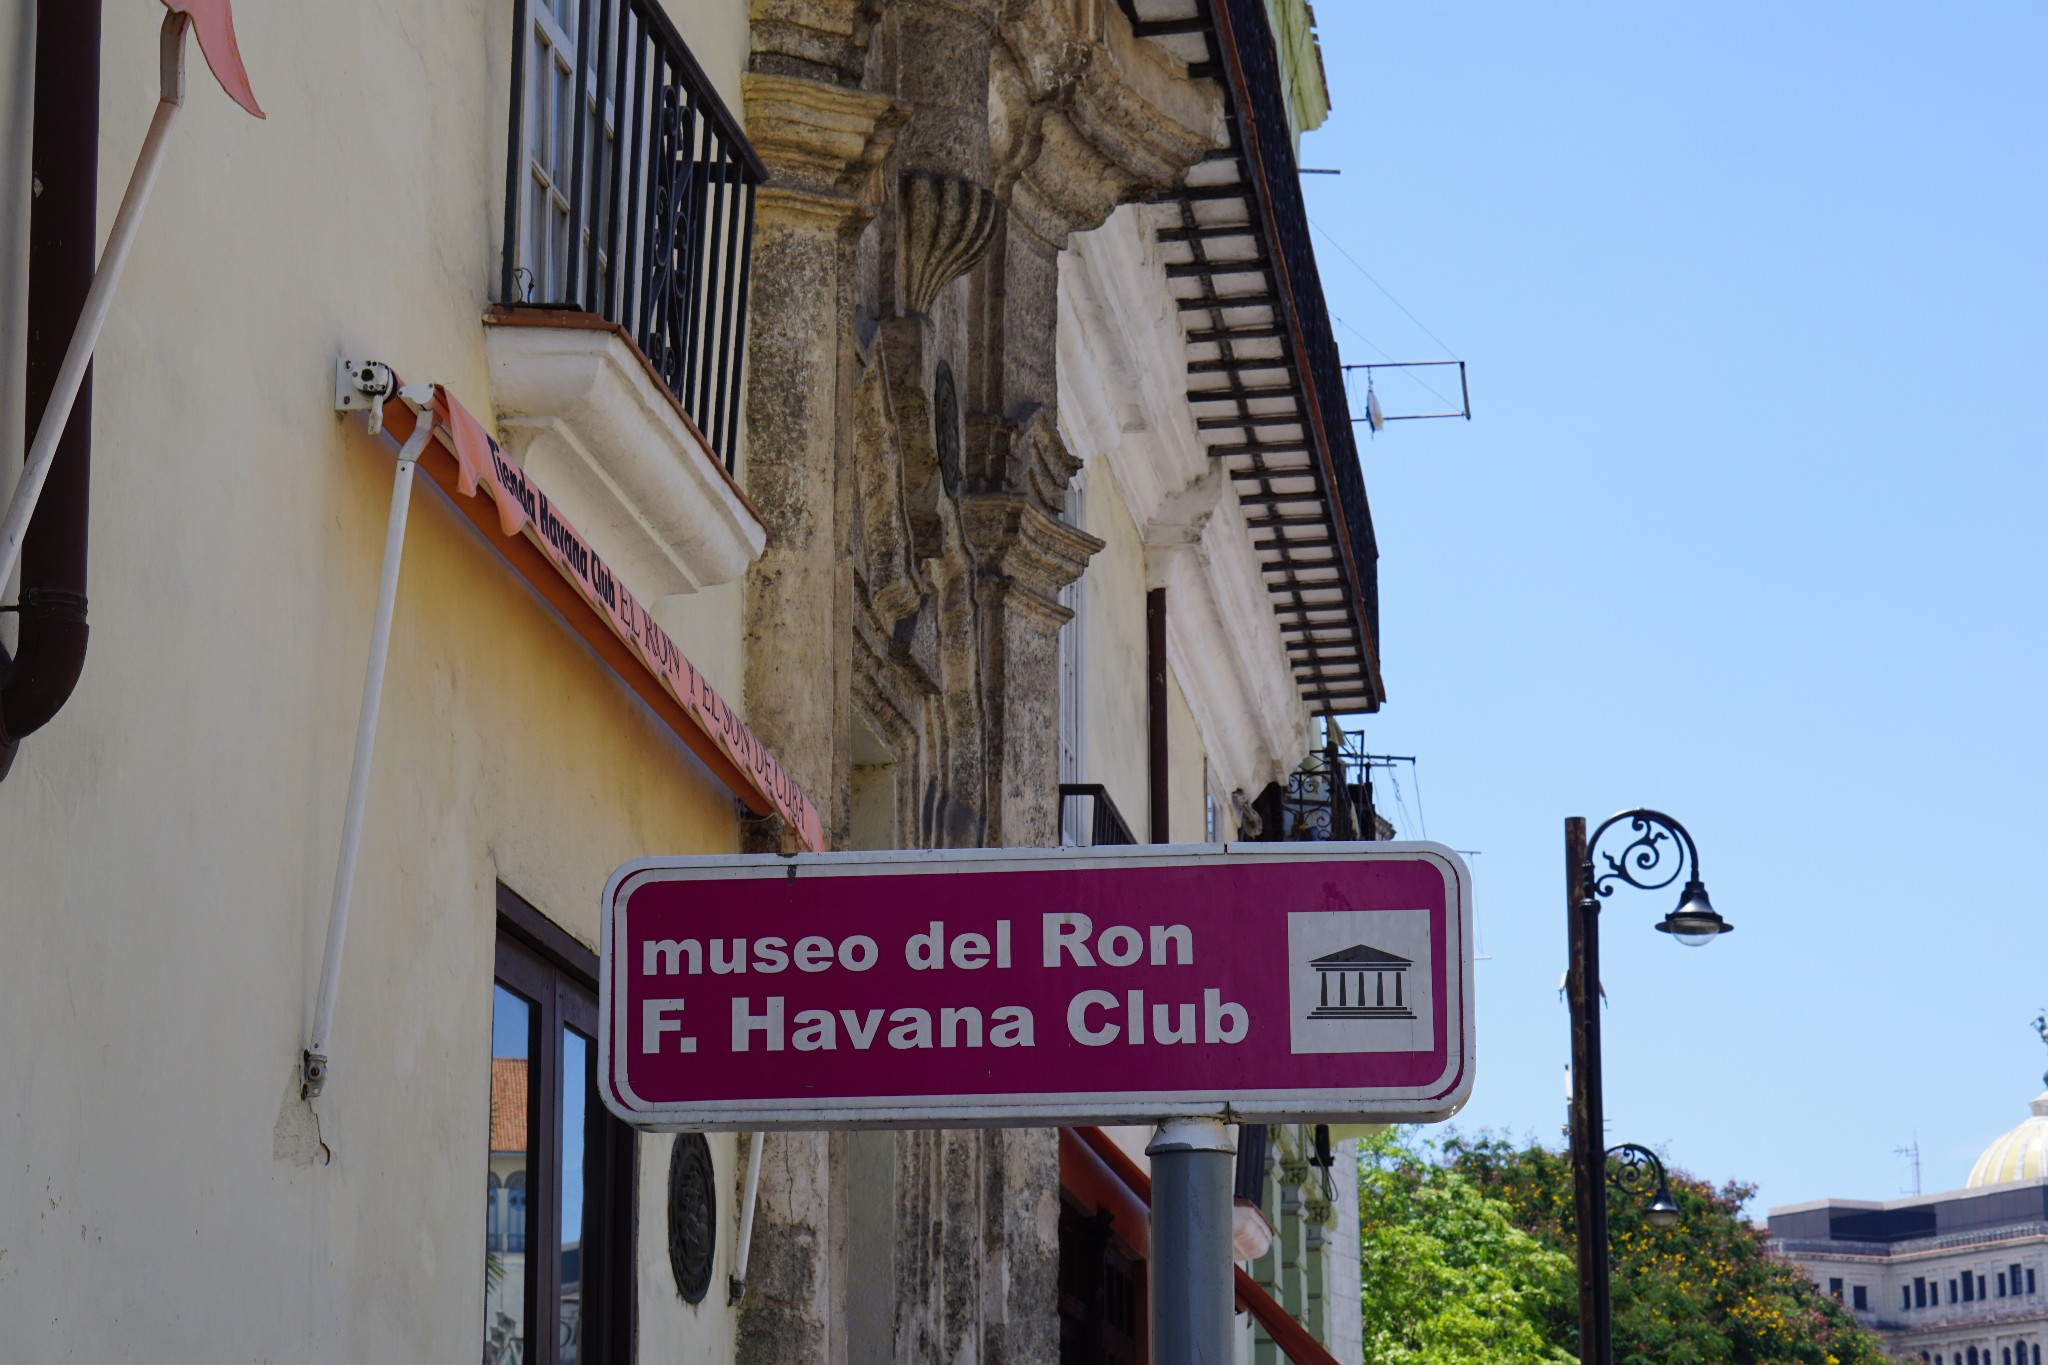 Tienda Havana Club EL RON Y EL SON DE CUBA
museo del Ron
F. Havana Club